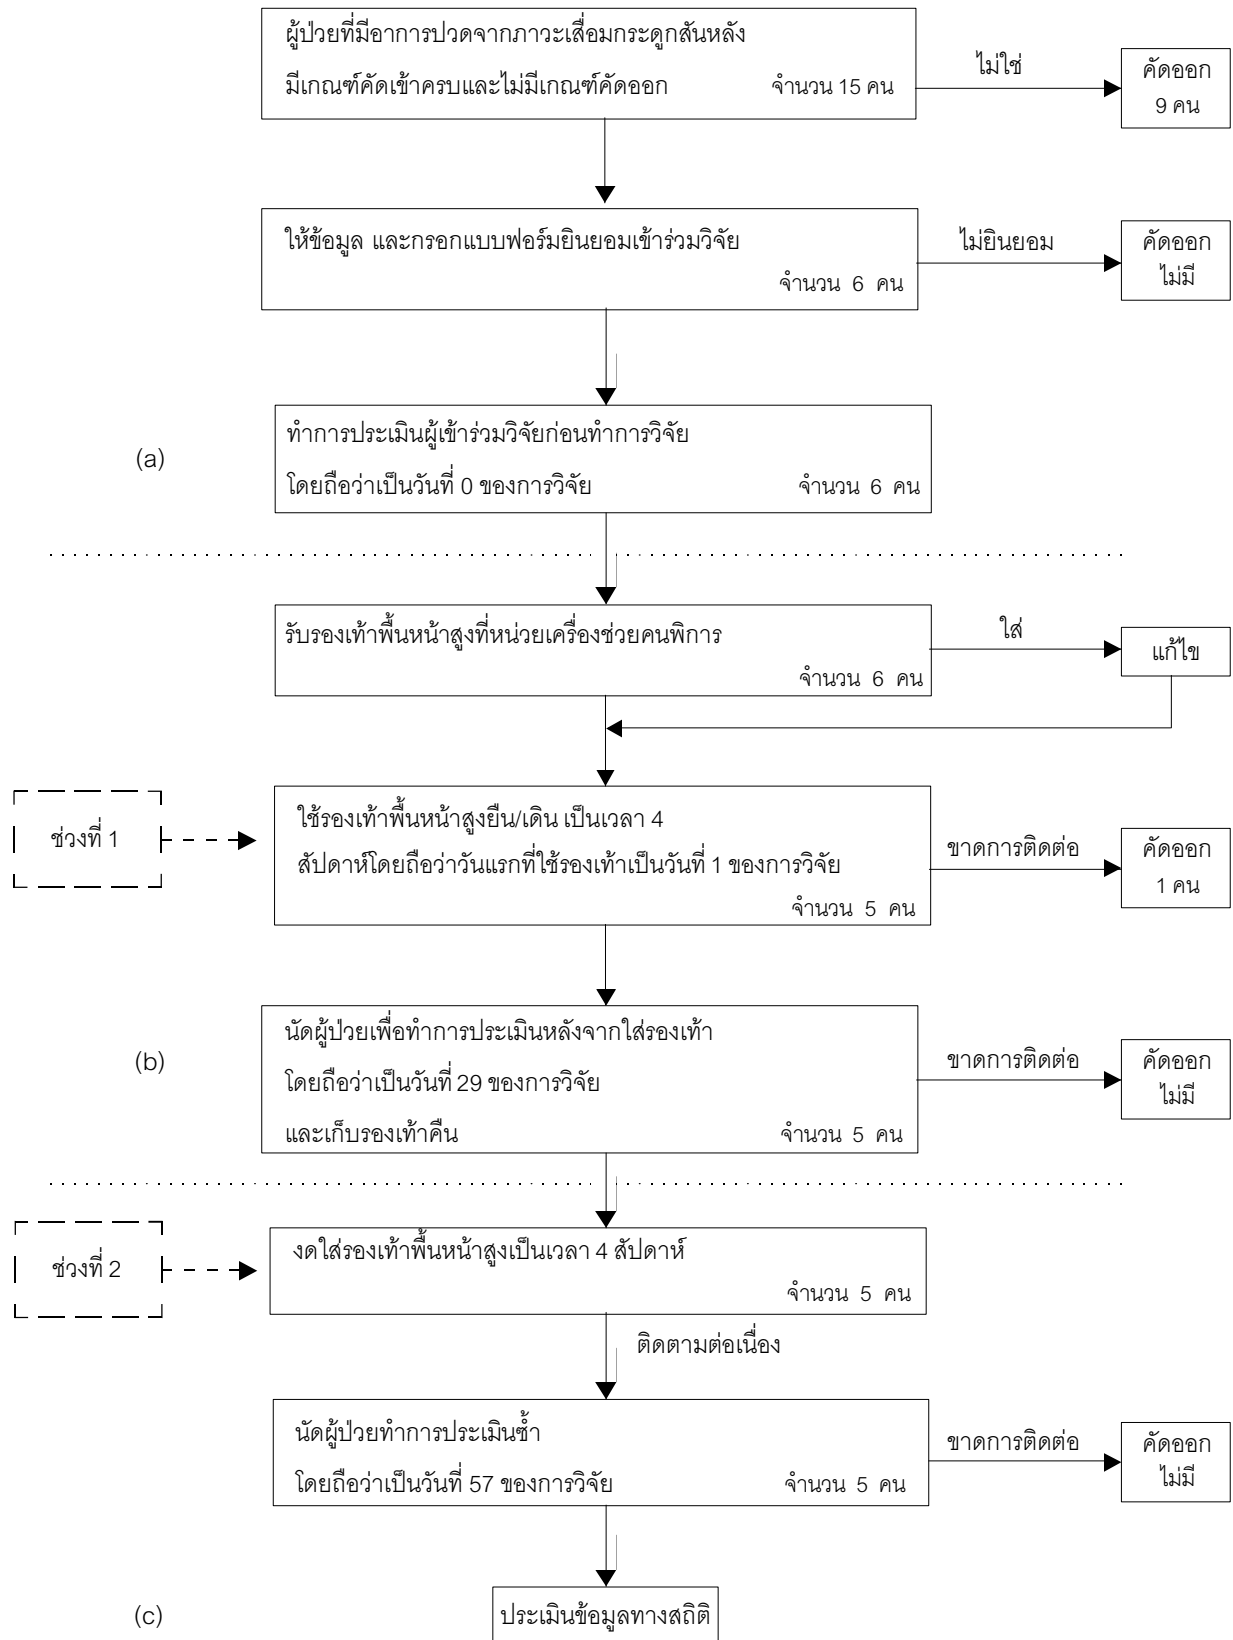 ผู้ป่วยที่มีอาการปวดจากภาวะเสื่อมกระดูกสันหลัง
มีเกณฑ์คัดเข้าครบและไม่มีเกณฑ์คัดออก จำนวน 15 คน
ไม่ใช่
คัดออก
9 คน
ให้ข้อมูล และกรอกแบบฟอร์มยินยอมเข้าร่วมวิจัย
จำนวน 6 คน
ไม่ยินยอม
คัดออก
ไม่มี
(a)
ทำการประเมินผู้เข้าร่วมวิจัยก่อนทำการวิจัย
โดยถือว่าเป็นวันที่ 0 ของการวิจัย จำนวน 6 คน
รับรองเท้าพื้นหน้าสูงที่หน่วยเครื่องช่วยคนพิการ
จำนวน 6 คน
ใส่
แก้ไข
ช่วงที่ 1
ใช้รองเท้าพื้นหน้าสูงยืน/เดิน เป็นเวลา 4
สัปดาห์โดยถือว่าวันแรกที่ใช้รองเท้าเป็นวันที่ 1 ของการวิจัย
จำนวน 5 คน
ขาดการติดต่อ
คัดออก
1 คน
(b)
นัดผู้ป่วยเพื่อทำการประเมินหลังจากใส่รองเท้า
โดยถือว่าเป็นวันที่ 29 ของการวิจัย
และเก็บรองเท้าคืน จำนวน 5 คน
ขาดการติดต่อ
คัดออก
ไม่มี
ช่วงที่ 2
งดใส่รองเท้าพื้นหน้าสูงเป็นเวลา 4 สัปดาห์
จำนวน 5 คน
ติดตามต่อเนื่อง
นัดผู้ป่วยทำการประเมินซ้ำ
โดยถือว่าเป็นวันที่ 57 ของการวิจัย จำนวน 5 คน
ขาดการติดต่อ
คัดออก
ไม่มี
(c)
ประเมินข้อมูลทางสถิติ